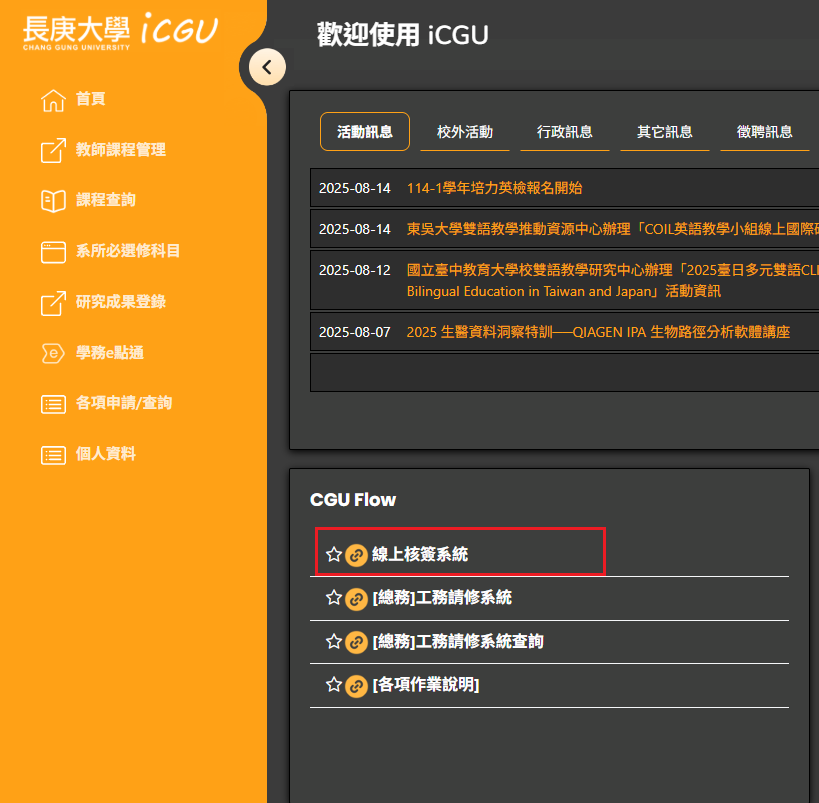 長庚大學 iCGU
CHANG GUNG UNIVERSITY
首頁
教師課程管理
課程查詢
系所必選修科目
研究成果登錄
學務e點通
各項申請/查詢
個人資料
歡迎使用 iCGU
活動訊息 校外活動 行政訊息 其它訊息 徵聘訊息
2025-08-14 114-1學年培力英檢報名開始
2025-08-14 東吳大學雙語教學推動資源中心辦理「COIL英語教學小組線上國際研
2025-08-12 國立臺中教育大學校雙語教學研究中心辦理「2025臺日多元雙語CLI
Bilingual Education in Taiwan and Japan」活動資訊
2025-08-07 2025 生醫資料洞察特訓──QIAGEN IPA 生物路徑分析軟體講座
CGU Flow
線上核簽系統
[總務]工務請修系統
[總務]工務請修系統查詢
[各項作業說明]